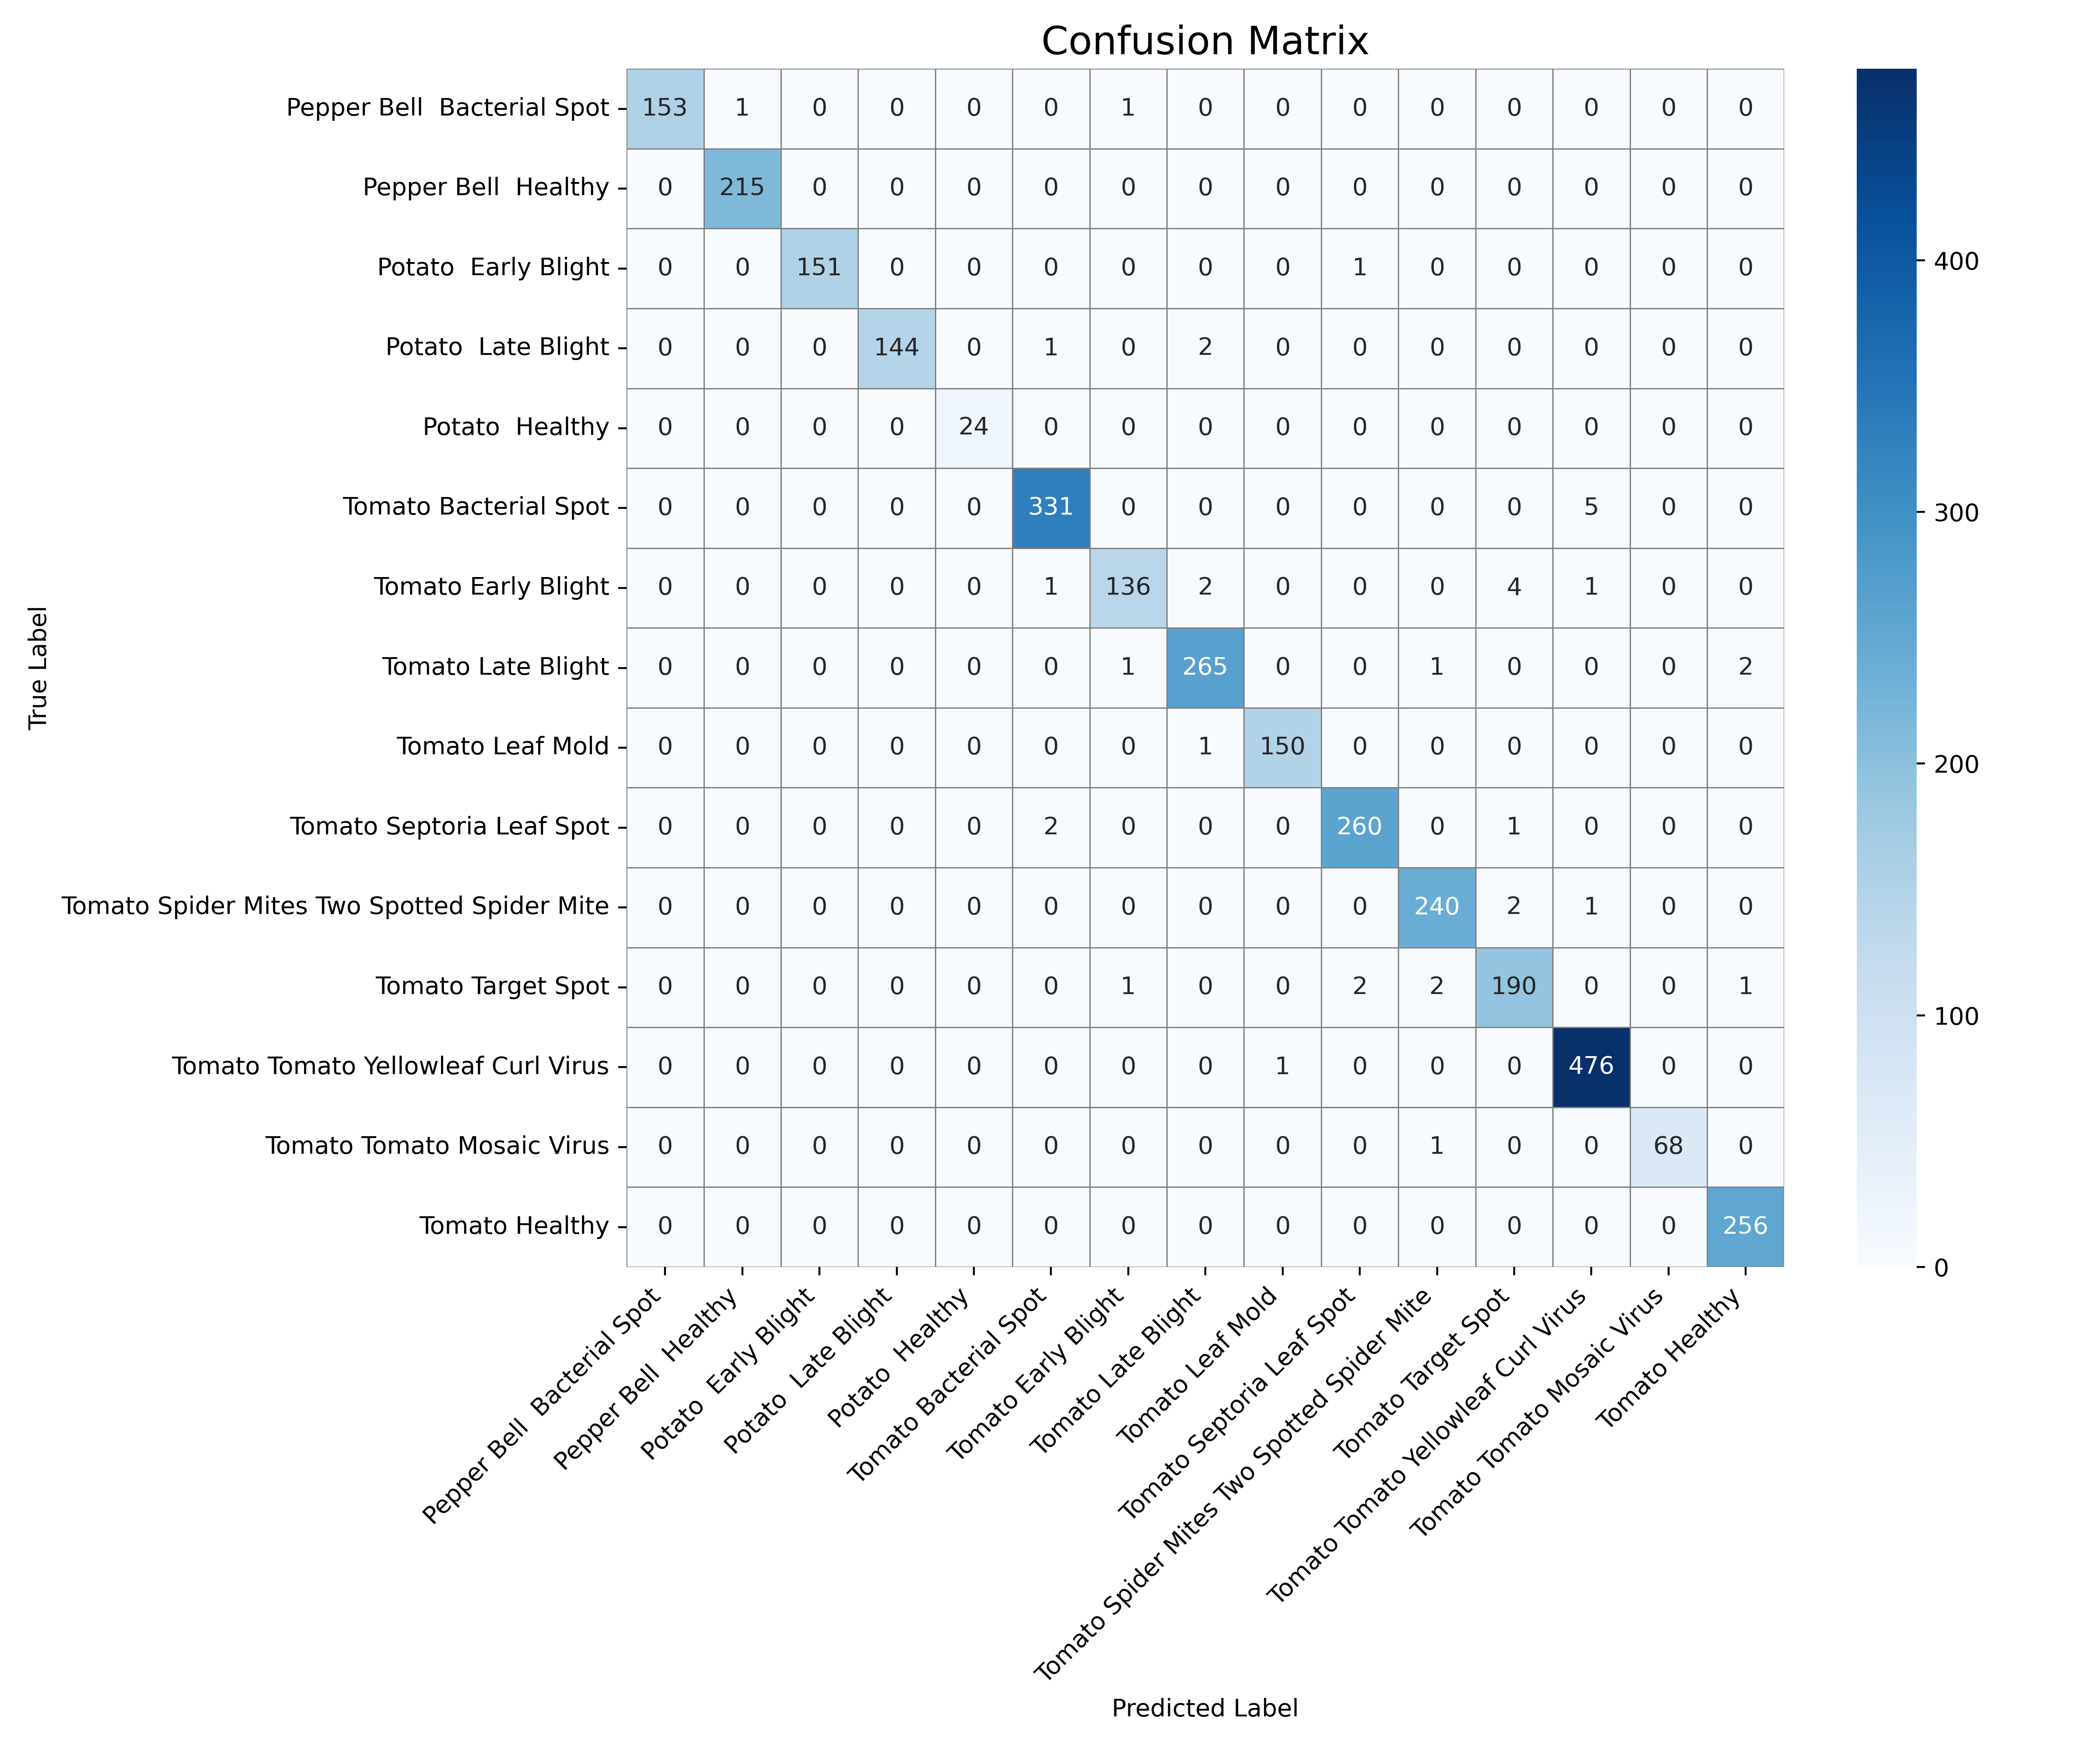 Confusion Matrix
Pepper Bell  Bacterial Spot 153 1 0 0 0 0 1 0 0 0 0 0 0 0 0
Pepper Bell  Healthy 0 215 0 0 0 0 0 0 0 0 0 0 0 0 0
Potato  Early Blight 0 0 151 0 0 0 0 0 0 1 0 0 0 0 0
400
Potato  Late Blight 0 0 0 144 0 1 0 2 0 0 0 0 0 0 0
Potato  Healthy 0 0 0 0 24 0 0 0 0 0 0 0 0 0 0
Tomato Bacterial Spot 0 0 0 0 0 331 0 0 0 0 0 0 5 0 0
300
Tomato Early Blight 0 0 0 0 0 1 136 2 0 0 0 4 1 0 0
True Label
Tomato Late Blight 0 0 0 0 0 0 1 265 0 0 1 0 0 0 2
Tomato Leaf Mold 0 0 0 0 0 0 0 1 150 0 0 0 0 0 0
200
Tomato Septoria Leaf Spot 0 0 0 0 0 2 0 0 0 260 0 1 0 0 0
Tomato Spider Mites Two Spotted Spider Mite 0 0 0 0 0 0 0 0 0 0 240 2 1 0 0
Tomato Target Spot 0 0 0 0 0 0 1 0 0 2 2 190 0 0 1
100
Tomato Tomato Yellowleaf Curl Virus 0 0 0 0 0 0 0 0 1 0 0 0 476 0 0
Tomato Tomato Mosaic Virus 0 0 0 0 0 0 0 0 0 0 1 0 0 68 0
Tomato Healthy 0 0 0 0 0 0 0 0 0 0 0 0 0 0 256
0
Pepper Bell  Bacterial Spot
Pepper Bell  Healthy
Potato  Early Blight
Potato  Late Blight
Potato  Healthy
Tomato Bacterial Spot
Tomato Early Blight
Tomato Late Blight
Tomato Leaf Mold
Tomato Septoria Leaf Spot
Tomato Spider Mites Two Spotted Spider Mite
Tomato Target Spot
Tomato Tomato Yellowleaf Curl Virus
Tomato Tomato Mosaic Virus
Tomato Healthy
Predicted Label